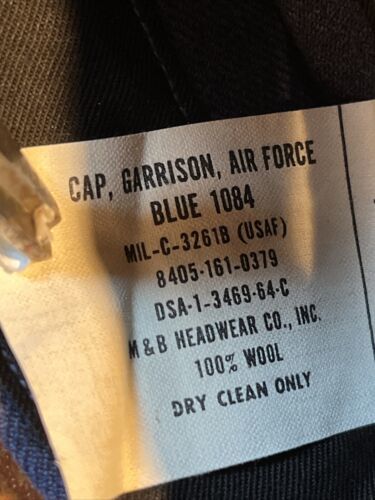 CAP, GARRISON, AIR FORCE
BLUE 1084
MIL-C-3261B (USAF)
8405-161-0379
DSA-1-3469-64-C
M & B HEADWEAR CO., INC.
100% WOOL
DRY CLEAN ONLY